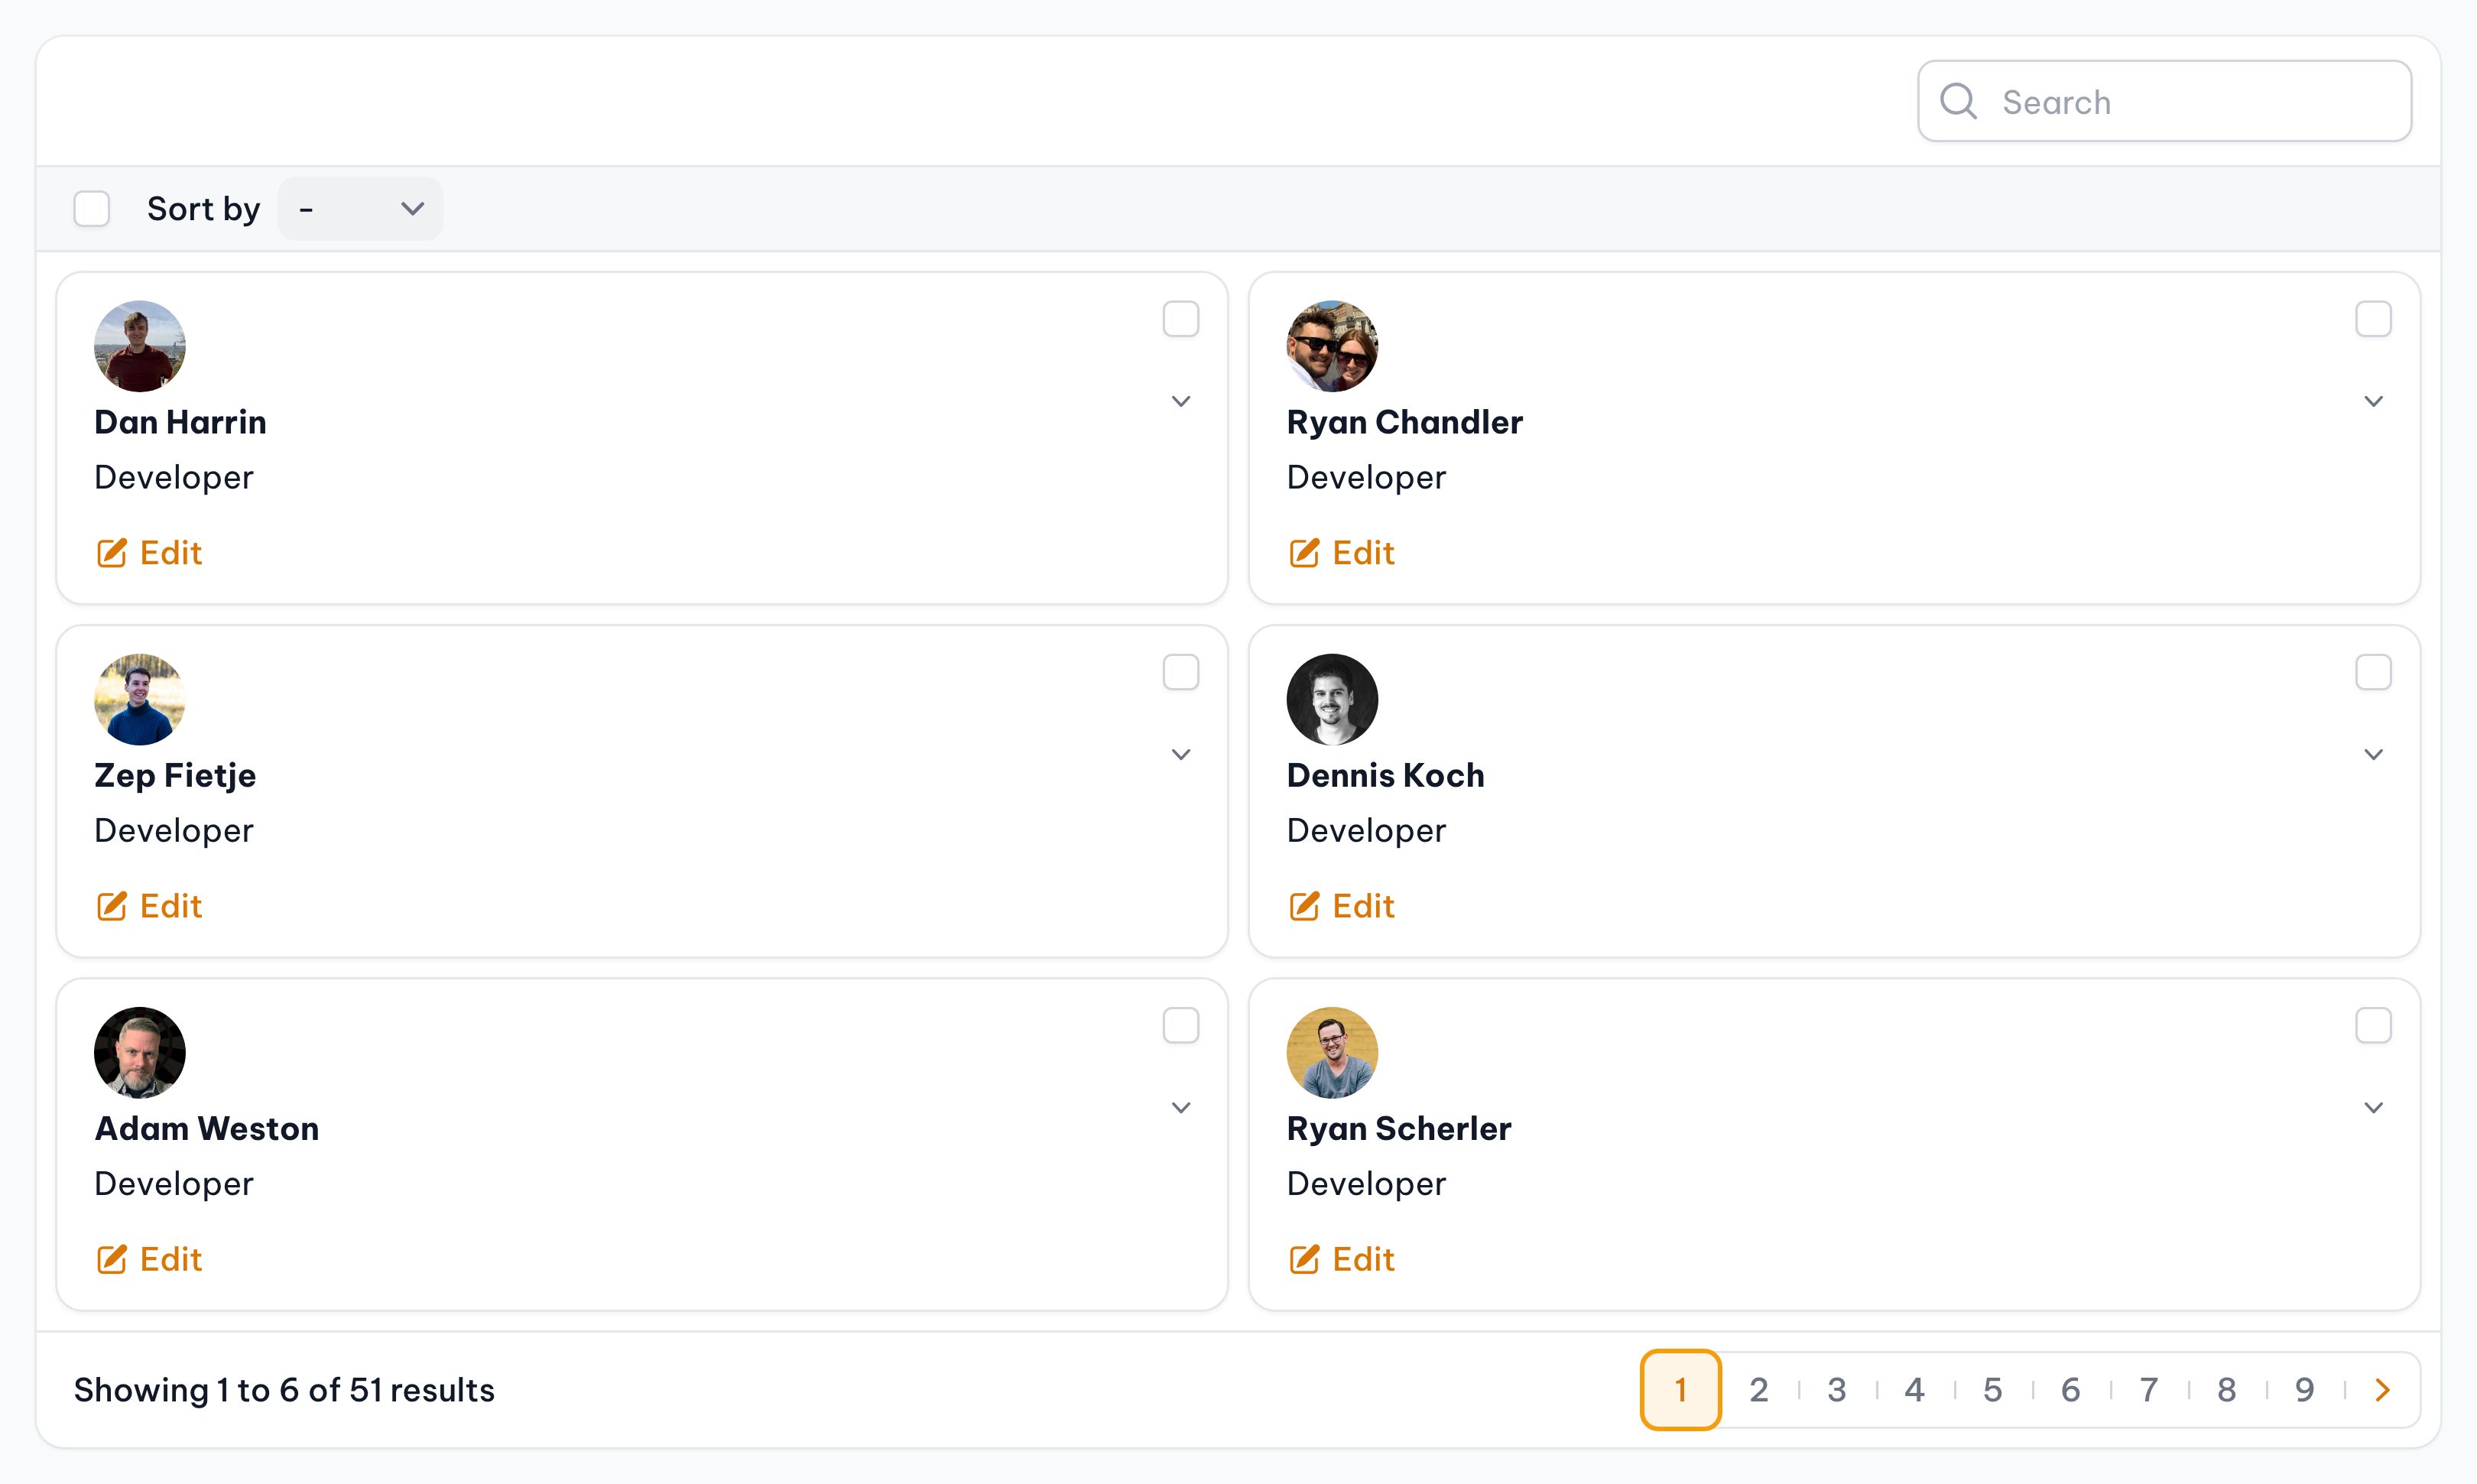 Search
Sort by -
Dan Harrin
Developer
Edit
Ryan Chandler
Developer
Edit
Zep Fietje
Developer
Edit
Dennis Koch
Developer
Edit
Adam Weston
Developer
Edit
Ryan Scherler
Developer
Edit
Showing 1 to 6 of 51 results
1 2 3 4 5 6 7 8 9